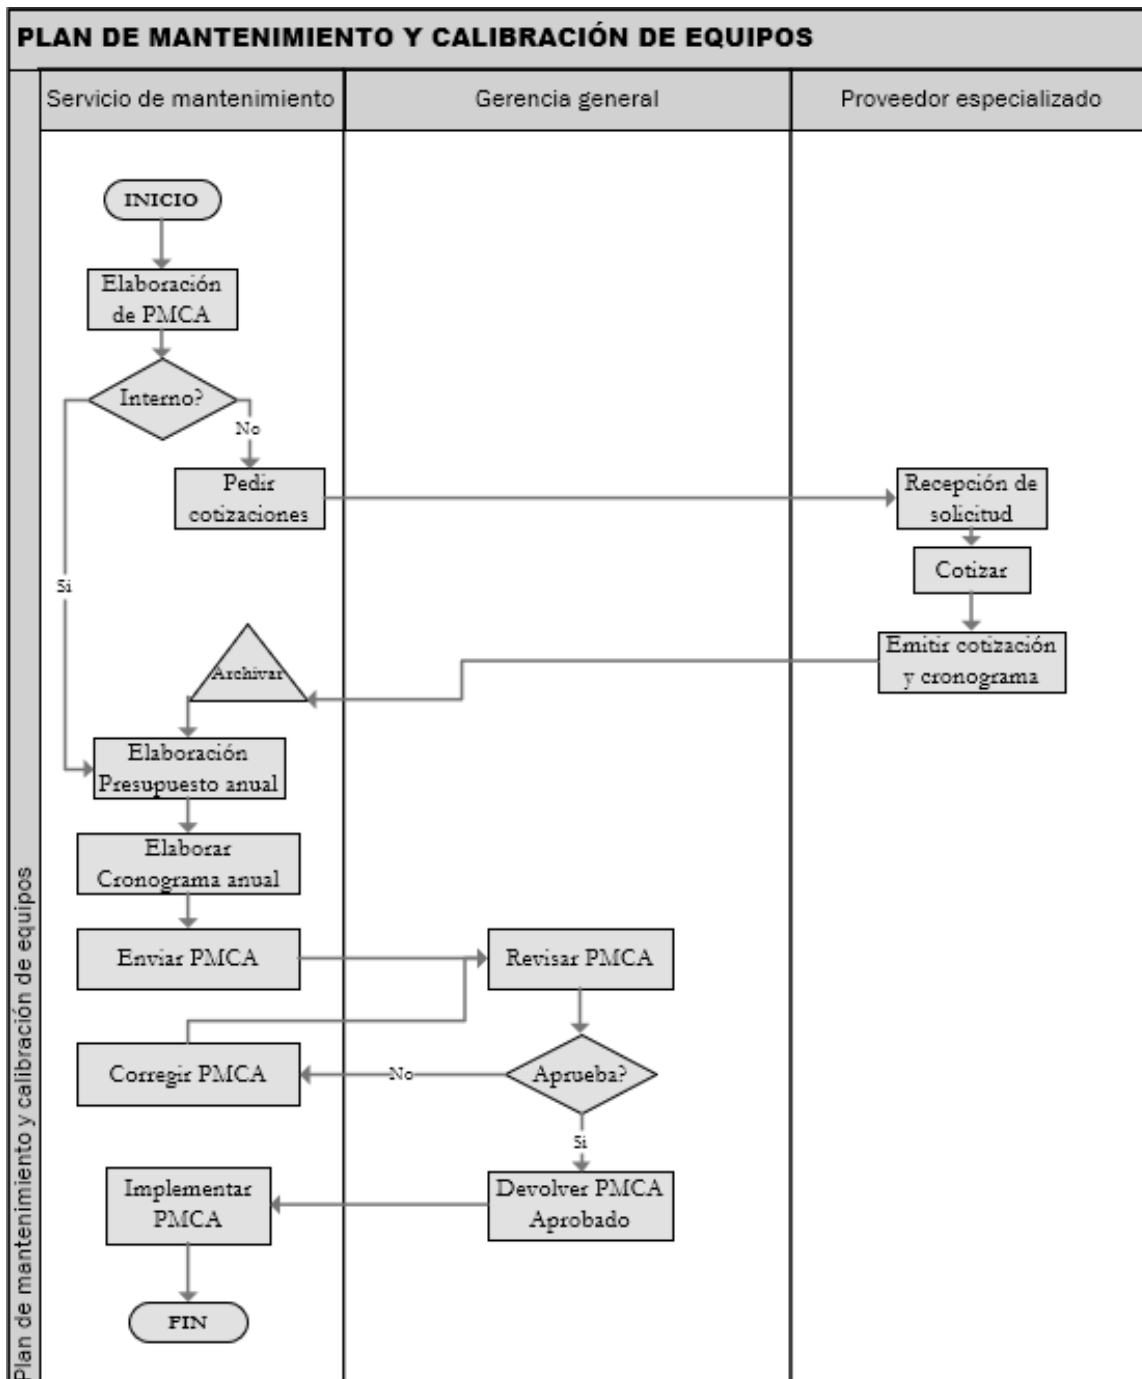 PLAN DE MANTENIMIENTO Y CALIBRACIÓN DE EQUIPOS
Servicio de mantenimiento
Gerencia general
Proveedor especializado
Plan de mantenimiento y calibración de equipos
INICIO
Elaboración
de PMCA
Interno?
No
Pedir
cotizaciones
Recepción de
solicitud
Cotizar
Si
Emitir cotización
y cronograma
Archivar
Elaboración
Presupuesto anual
Elaborar
Cronograma anual
Enviar PMCA
Revisar PMCA
Corregir PMCA
No
Aprueba?
Si
Implementar
PMCA
Devolver PMCA
Aprobado
FIN